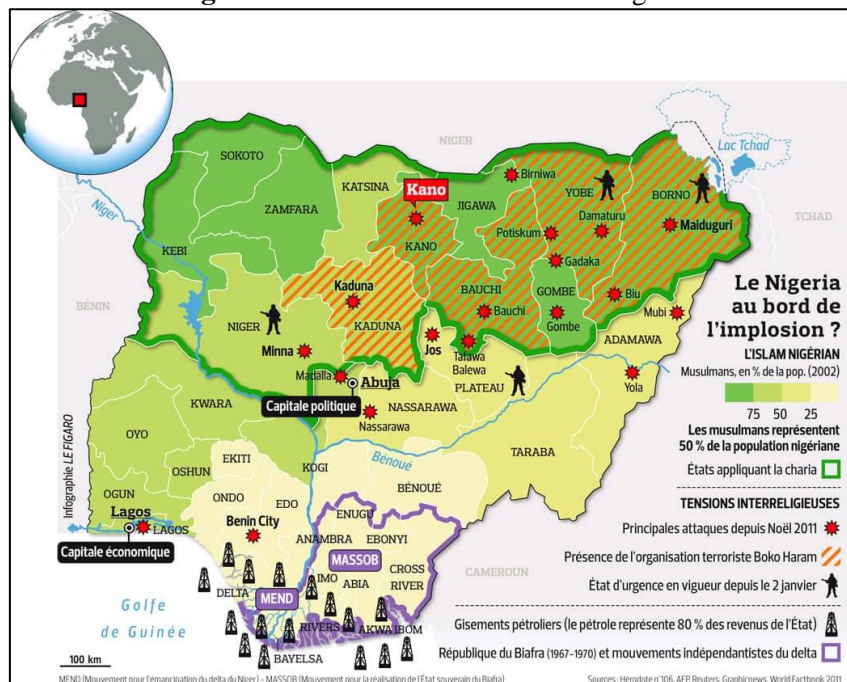 NIGER
Lac Tchad
SOKOTO
KATSINA
Kano
Birniwa
YOBE
BORNO
ZAMFARA
JIGAWA
Niger
Damaturu
TCHAD
Potiskum
Maiduguri
KEBI
KANO
Gadaka
BÉNIN
Kaduna
BAUCHI
GOMBE
Biu
Bauchi
Mubi
NIGER
KADUNA
Gombe
Minna
Jos
Tafawa
Balewa
ADAMAWA
Madalla
Abuja
PLATEAU
Yola
KWARA
Capitale politique
NASSARAWA
Nassarawa
OYO
TARABA
EKITI
KOGI
Bénoué
OSHUN
BÉNOUÉ
OGUN
ONDO
EDO
ENUGU
Lagos
LAGOS
Benin City
ANAMBRA
EBONYI
Capitale économique
MASSOB
CROSS
RIVER
IMO
ABIA
CAMEROUN
DELTA
MEND
Golfe
de Guinée
RIVERS
AKWA IBOM
BAYELSA
100 km
Infographie LE FIGARO
Le Nigeria
au bord de
l'implosion ?
L'ISLAM NIGÉRIAN
Musulmans, en % de la pop. (2002)
75 50 25
Les musulmans représentent
50 % de la population nigériane
États appliquant la charia
TENSIONS INTERRELIGIEUSES
Principales attaques depuis Noël 2011
Présence de l'organisation terroriste Boko Haram
État d'urgence en vigueur depuis le 2 janvier
Gisements pétroliers (le pétrole représente 80 % des revenus de l'État)
République du Biafra (1967-1970) et mouvements indépendantistes du delta
MEND (Mouvement pour l'émancipation du delta du Niger) - MASSOB (Mouvement pour la réalisation de l'État souverain du Biafra)
Sources : Hérodote n°106, AFP, Reuters, Graphicnews, World Factbook 2011